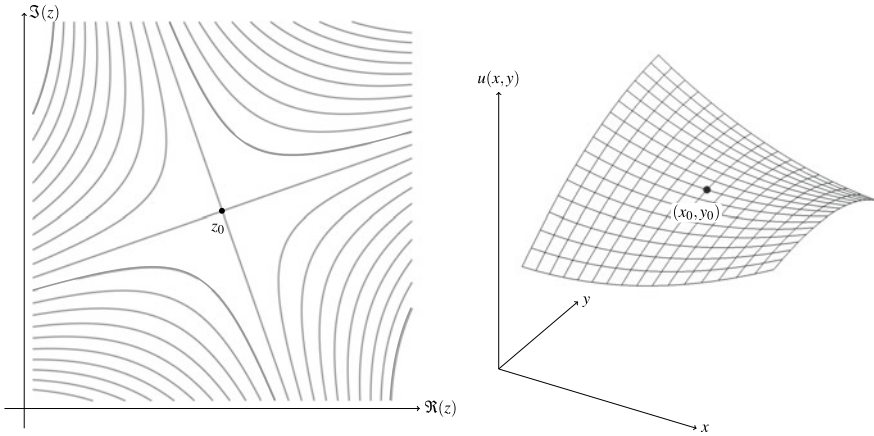 ℑ(z)
z₀
ℜ(z)
u(x, y)
(x₀, y₀)
y
x